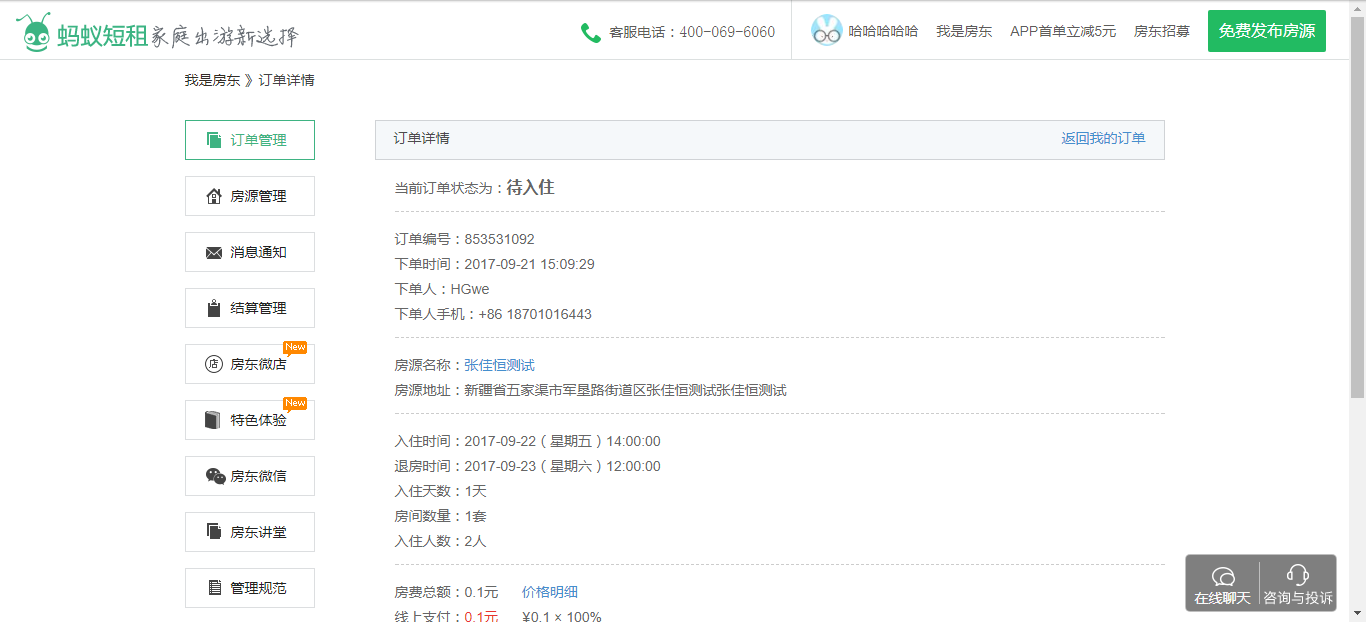 蚂蚁短租 家庭出游新选择
客服电话：400-069-6060
哈哈哈哈哈 我是房东 APP首单立减5元 房东招募 免费发布房源
我是房东 》订单详情
订单管理
房源管理
消息通知
结算管理
房东微店 New
特色体验 New
房东微信
房东讲堂
管理规范
订单详情 返回我的订单
当前订单状态为：待入住
订单编号：853531092
下单时间：2017-09-21 15:09:29
下单人：HGwe
下单人手机：+86 18701016443
房源名称：张佳恒测试
房源地址：新疆省五家渠市军垦路街道区张佳恒测试张佳恒测试
入住时间：2017-09-22（星期五）14:00:00
退房时间：2017-09-23（星期六）12:00:00
入住天数：1天
房间数量：1套
入住人数：2人
房费总额：0.1元 价格明细
线上支付：0.1元 ¥0.1 × 100%
在线聊天 咨询与投诉